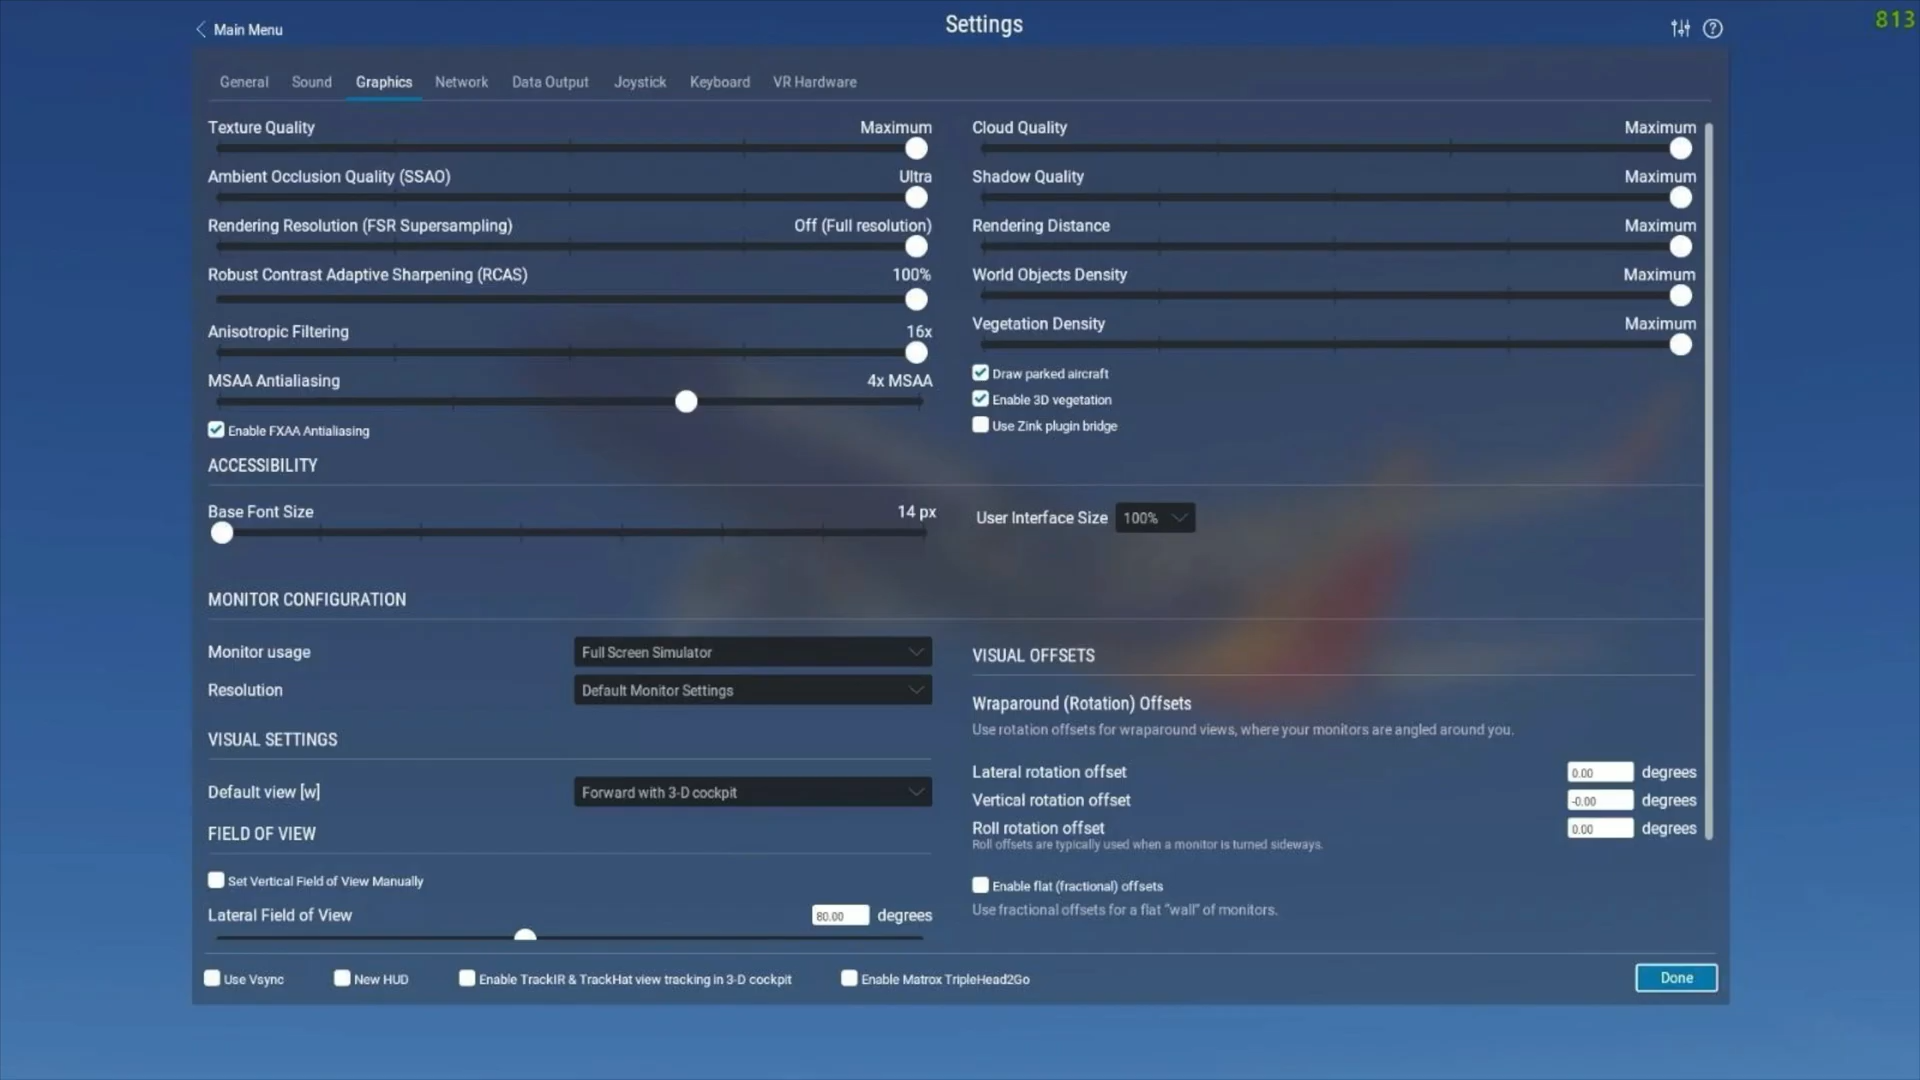 Main Menu
Settings
813
General
Sound
Graphics
Network
Data Output
Joystick
Keyboard
VR Hardware
Texture Quality
Maximum
Ambient Occlusion Quality (SSAO)
Ultra
Rendering Resolution (FSR Supersampling)
Off (Full resolution)
Robust Contrast Adaptive Sharpening (RCAS)
100%
Anisotropic Filtering
16x
MSAA Antialiasing
4x MSAA
Enable FXAA Antialiasing
Cloud Quality
Maximum
Shadow Quality
Maximum
Rendering Distance
Maximum
World Objects Density
Maximum
Vegetation Density
Maximum
Draw parked aircraft
Enable 3D vegetation
Use Zink plugin bridge
ACCESSIBILITY
Base Font Size
14 px
User Interface Size
100%
MONITOR CONFIGURATION
Monitor usage
Full Screen Simulator
Resolution
Default Monitor Settings
VISUAL SETTINGS
Default view [w]
Forward with 3-D cockpit
FIELD OF VIEW
Set Vertical Field of View Manually
Lateral Field of View
80.00
degrees
VISUAL OFFSETS
Wraparound (Rotation) Offsets
Use rotation offsets for wraparound views, where your monitors are angled around you.
Lateral rotation offset
0.00
degrees
Vertical rotation offset
-0.00
degrees
Roll rotation offset
0.00
degrees
Roll offsets are typically used when a monitor is turned sideways.
Enable flat (fractional) offsets
Use fractional offsets for a flat "wall" of monitors.
Use Vsync
New HUD
Enable TrackIR & TrackHat view tracking in 3-D cockpit
Enable Matrox TripleHead2Go
Done